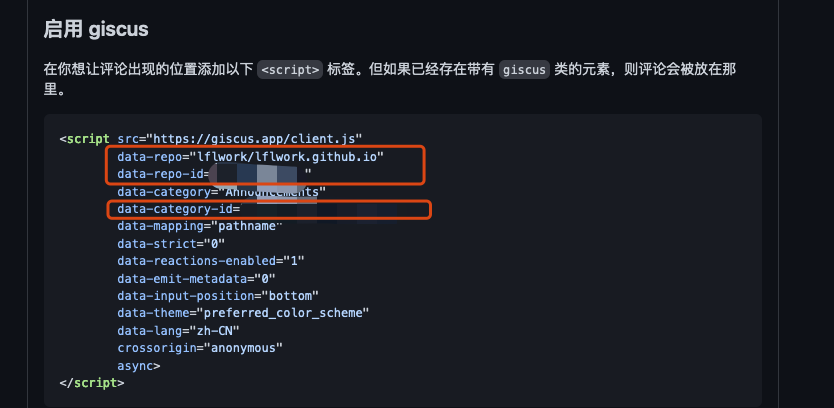 启用 giscus
在你想让评论出现的位置添加以下 <script> 标签。但如果已经存在带有 giscus 类的元素，则评论会被放在那
里。
<script src="https://giscus.app/client.js"
data-repo="lflwork/lflwork.github.io"
data-repo-id= "
data-category="Announcements"
data-category-id=
data-mapping="pathname"
data-strict="0"
data-reactions-enabled="1"
data-emit-metadata="0"
data-input-position="bottom"
data-theme="preferred_color_scheme"
data-lang="zh-CN"
crossorigin="anonymous"
async>
</script>